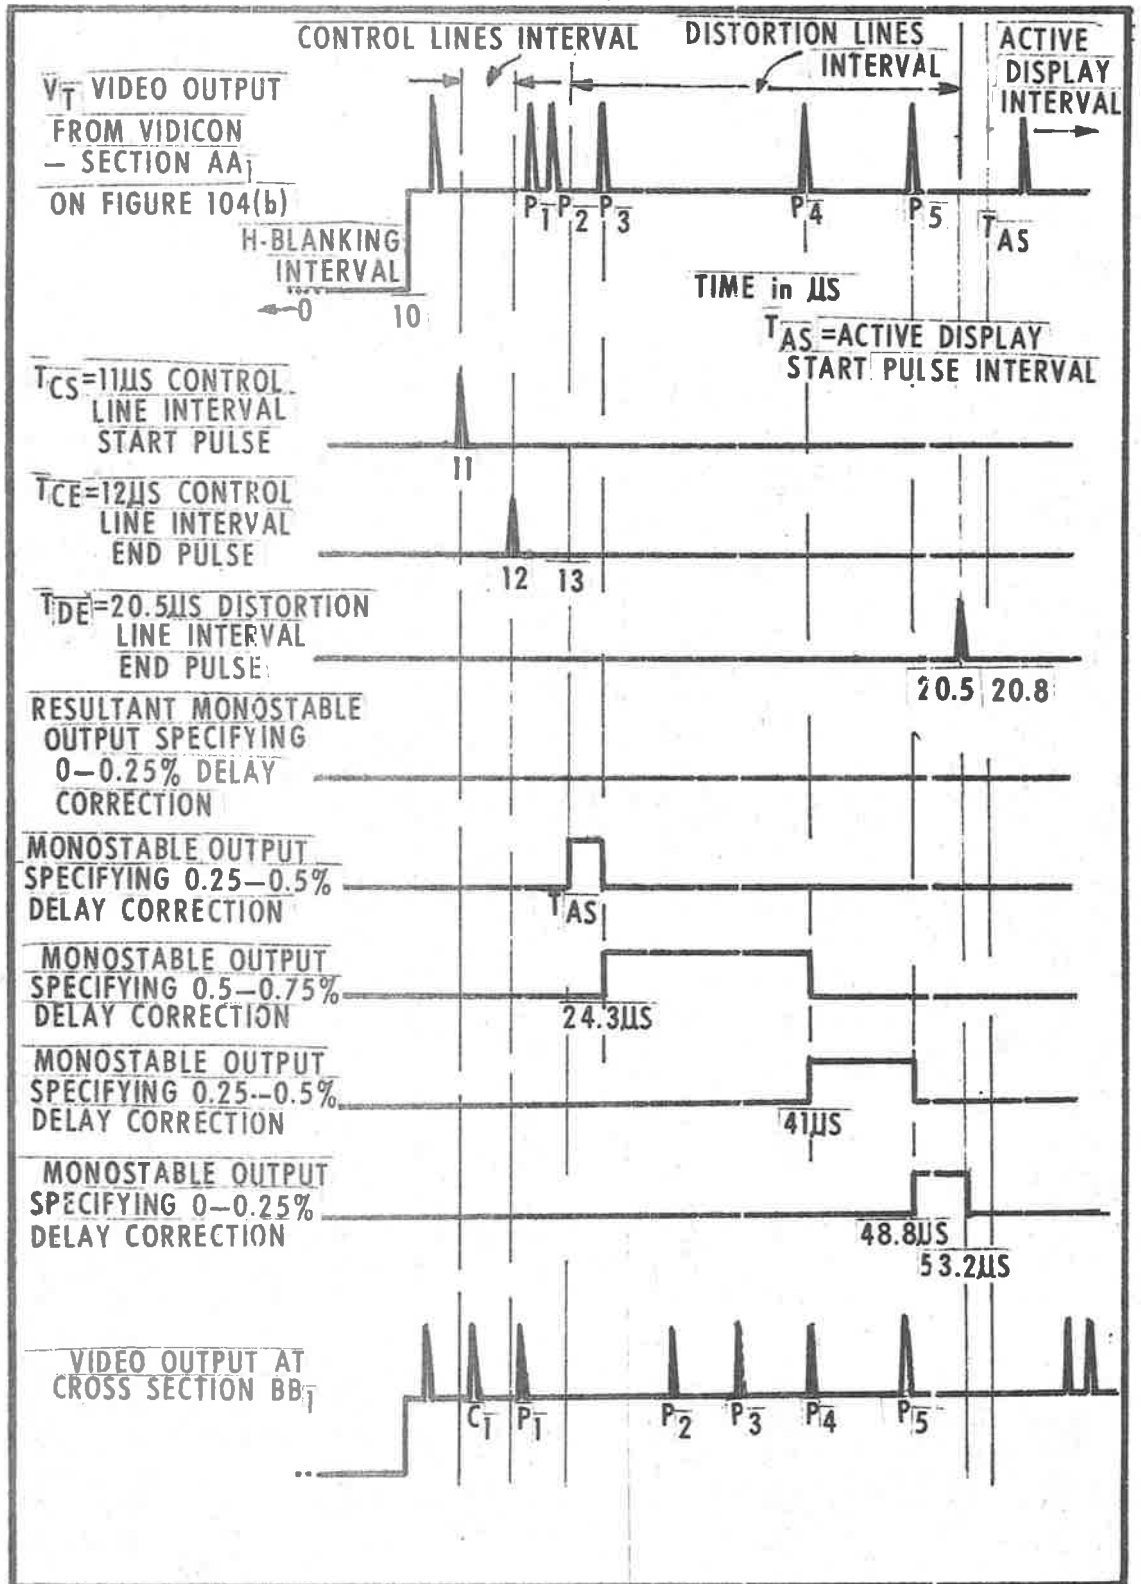 CONTROL LINES INTERVAL
DISTORTION LINES
INTERVAL
ACTIVE
DISPLAY
INTERVAL
VT VIDEO OUTPUT
FROM VIDICON
— SECTION AA1
ON FIGURE 104(b)
P1 P2 P3 P4 P5 TAS
H-BLANKING
INTERVAL
0 10
TIME in µS
TAS=ACTIVE DISPLAY
START PULSE INTERVAL
TCS=11µS CONTROL
LINE INTERVAL
START PULSE
11
TCE=12µS CONTROL
LINE INTERVAL
END PULSE
12 13
TDE=20.5µS DISTORTION
LINE INTERVAL
END PULSE
20.5 20.8
RESULTANT MONOSTABLE
OUTPUT SPECIFYING
0—0.25% DELAY
CORRECTION
MONOSTABLE OUTPUT
SPECIFYING 0.25—0.5%
DELAY CORRECTION
TAS
MONOSTABLE OUTPUT
SPECIFYING 0.5—0.75%
DELAY CORRECTION
24.3µS
MONOSTABLE OUTPUT
SPECIFYING 0.25--0.5%
DELAY CORRECTION
41µS
MONOSTABLE OUTPUT
SPECIFYING 0—0.25%
DELAY CORRECTION
48.8µS
53.2µS
VIDEO OUTPUT AT
CROSS SECTION BB1
C1 P1 P2 P3 P4 P5